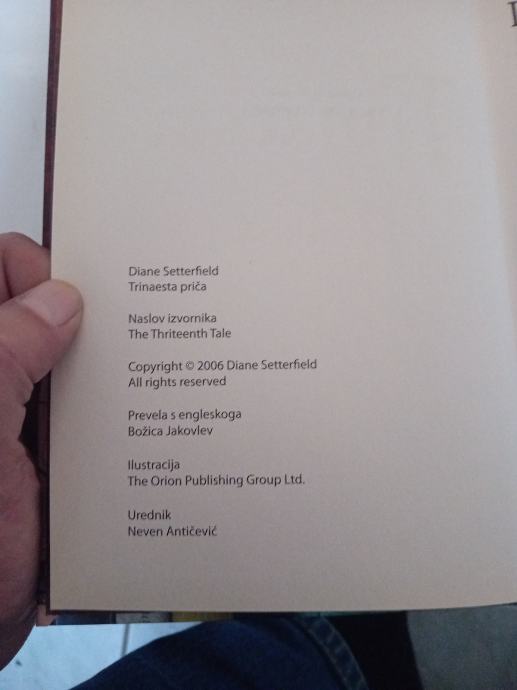 Diane Setterfield
Trinaesta priča
Naslov izvornika
The Thriteenth Tale
Copyright © 2006 Diane Setterfield
All rights reserved
Prevela s engleskoga
Božica Jakovlev
Ilustracija
The Orion Publishing Group Ltd.
Urednik
Neven Antičević